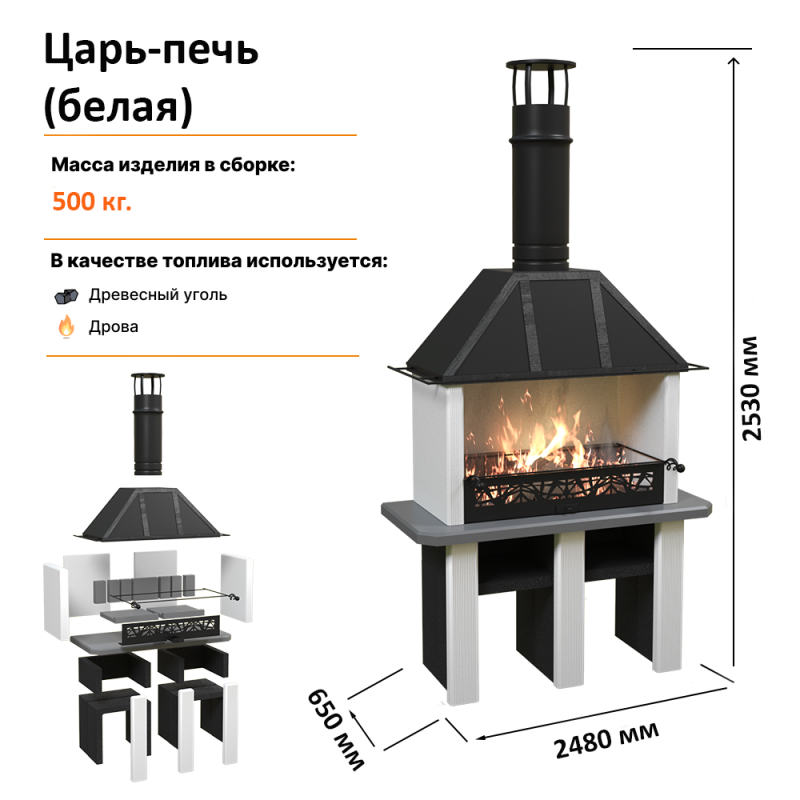 Царь-печь
(белая)
Масса изделия в сборке:
500 кг.
В качестве топлива используется:
Древесный уголь
Дрова
2530 мм
650 мм
2480 мм